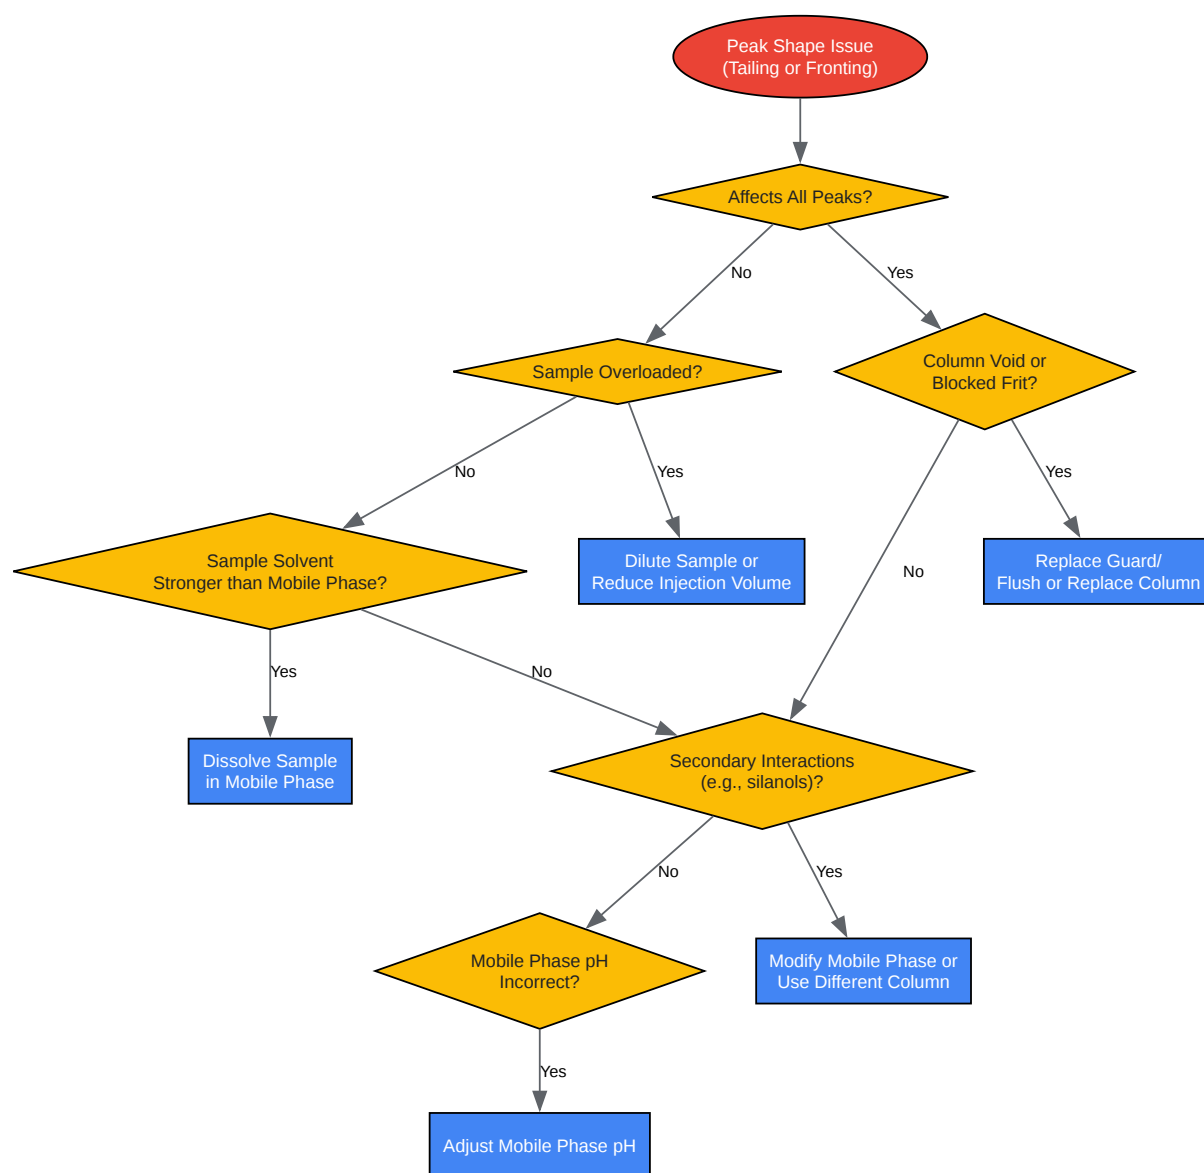 Peak Shape Issue
(Tailing or Fronting)
Affects All Peaks?
No
Yes
Sample Overloaded?
Column Void or
Blocked Frit?
No
Yes
Yes
Sample Solvent
Stronger than Mobile Phase?
Dilute Sample or
Reduce Injection Volume
No
Replace Guard/
Flush or Replace Column
Yes
No
Dissolve Sample
in Mobile Phase
Secondary Interactions
(e.g., silanols)?
No
Yes
Mobile Phase pH
Incorrect?
Modify Mobile Phase or
Use Different Column
Yes
Adjust Mobile Phase pH